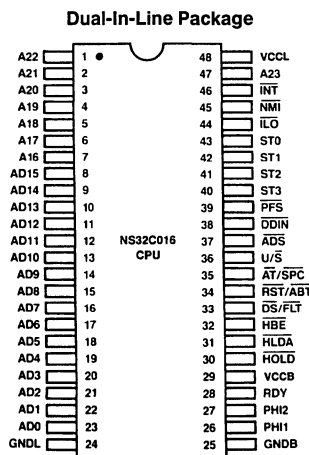 Dual-In-Line Package
A22 1 48 VCCL
A21 2 47 A23
A20 3 46 INT
A19 4 45 NMI
A18 5 44 ILO
A17 6 43 ST0
A16 7 42 ST1
AD15 8 41 ST2
AD14 9 40 ST3
AD13 10 39 PFS
AD12 11 38 DDIN
AD11 12 NS32C016 37 ADS
AD10 13 CPU 36 U/S
AD9 14 35 AT/SPC
AD8 15 34 RST/ABT
AD7 16 33 DS/FLT
AD6 17 32 HBE
AD5 18 31 HLDA
AD4 19 30 HOLD
AD3 20 29 VCCB
AD2 21 28 RDY
AD1 22 27 PHI2
AD0 23 26 PHI1
GNDL 24 25 GNDB